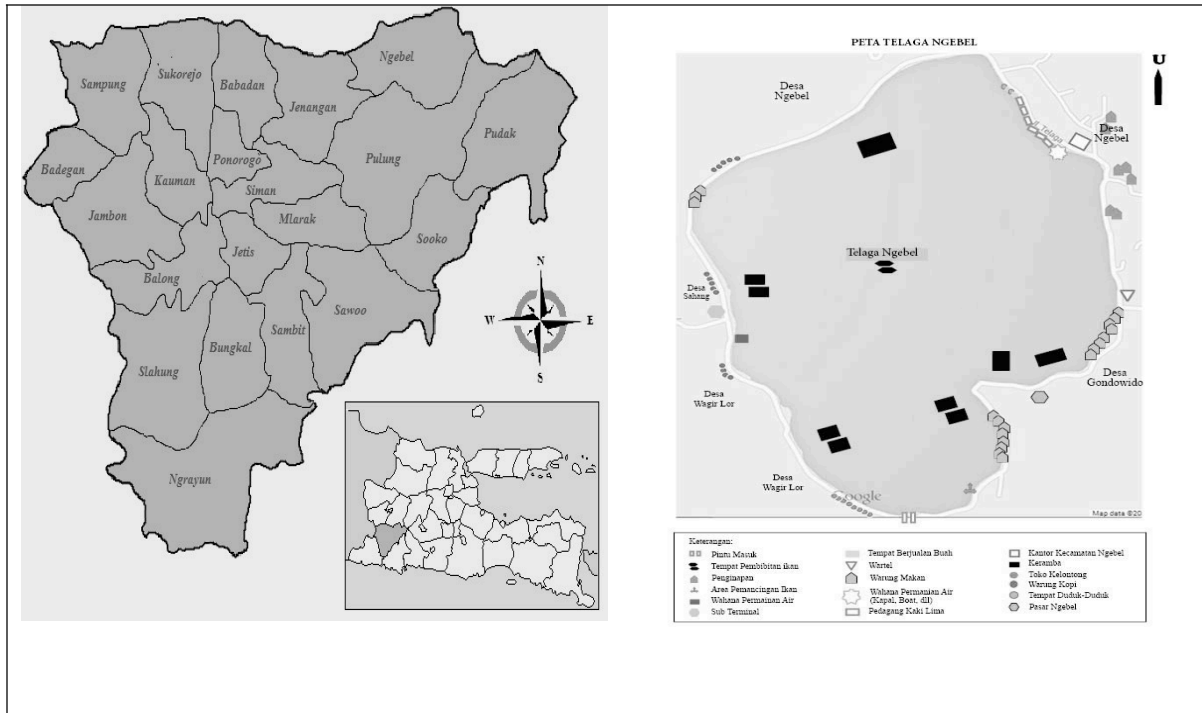 Ngebel
Sukorejo
Sampung
Babadan
Jenangan
Pudak
Ponorogo
Pulung
Badegan
Kauman
Siman
Jambon
Mlarak
Sooko
Jetis
Balong
N
W
E
S
Sawoo
Sambit
Bungkal
Slahung
Ngrayun
PETA TELAGA NGEBEL
U
Desa
Ngebel
Jl. Telaga
Desa
Ngebel
Telaga Ngebel
Desa
Sahang
Desa
Gondowido
Desa
Wagir Lor
Desa
Wagir Lor
Google
Map data ©20
Keterangan:
Pintu Masuk
Tempat Pembibitan ikan
Penginapan
Area Pemancingan Ikan
Wahana Permainan Air
Sub Terminal
Tempat Berjualan Buah
Wartel
Warung Makan
Wahana Permanian Air
(Kapal, Boat, dll)
Pedagang Kaki Lima
Kantor Kecamatan Ngebel
Keramba
Toko Kelontong
Warung Kopi
Tempat Duduk-Duduk
Pasar Ngebel